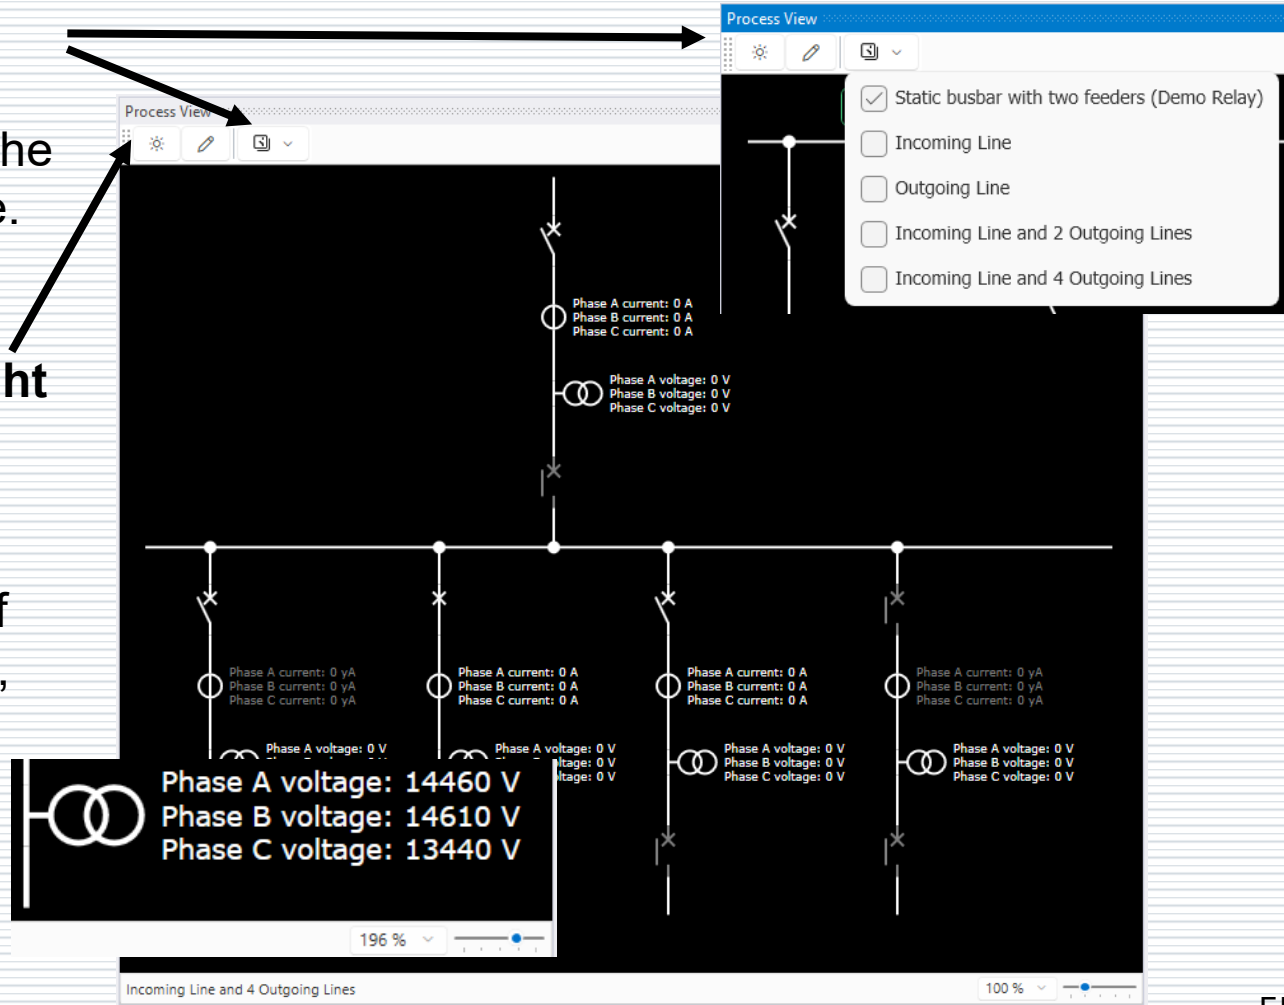 Process View
Static busbar with two feeders (Demo Relay)
Incoming Line
Outgoing Line
Incoming Line and 2 Outgoing Lines
Incoming Line and 4 Outgoing Lines
Process View
he
e.
ht
f
,
Phase A current: 0 A
Phase B current: 0 A
Phase C current: 0 A
Phase A voltage: 0 V
Phase B voltage: 0 V
Phase C voltage: 0 V
Phase A current: 0 yA
Phase B current: 0 yA
Phase C current: 0 yA
Phase A current: 0 A
Phase B current: 0 A
Phase C current: 0 A
Phase A current: 0 A
Phase B current: 0 A
Phase C current: 0 A
Phase A current: 0 yA
Phase B current: 0 yA
Phase C current: 0 yA
Phase A voltage: 0 V
Phase A voltage: 0 V
ltage: 0 V
ltage: 0 V
Phase A voltage: 0 V
Phase B voltage: 0 V
Phase C voltage: 0 V
Phase A voltage: 0 V
Phase B voltage: 0 V
Phase C voltage: 0 V
Phase A voltage: 14460 V
Phase B voltage: 14610 V
Phase C voltage: 13440 V
196 %
Incoming Line and 4 Outgoing Lines
100 %